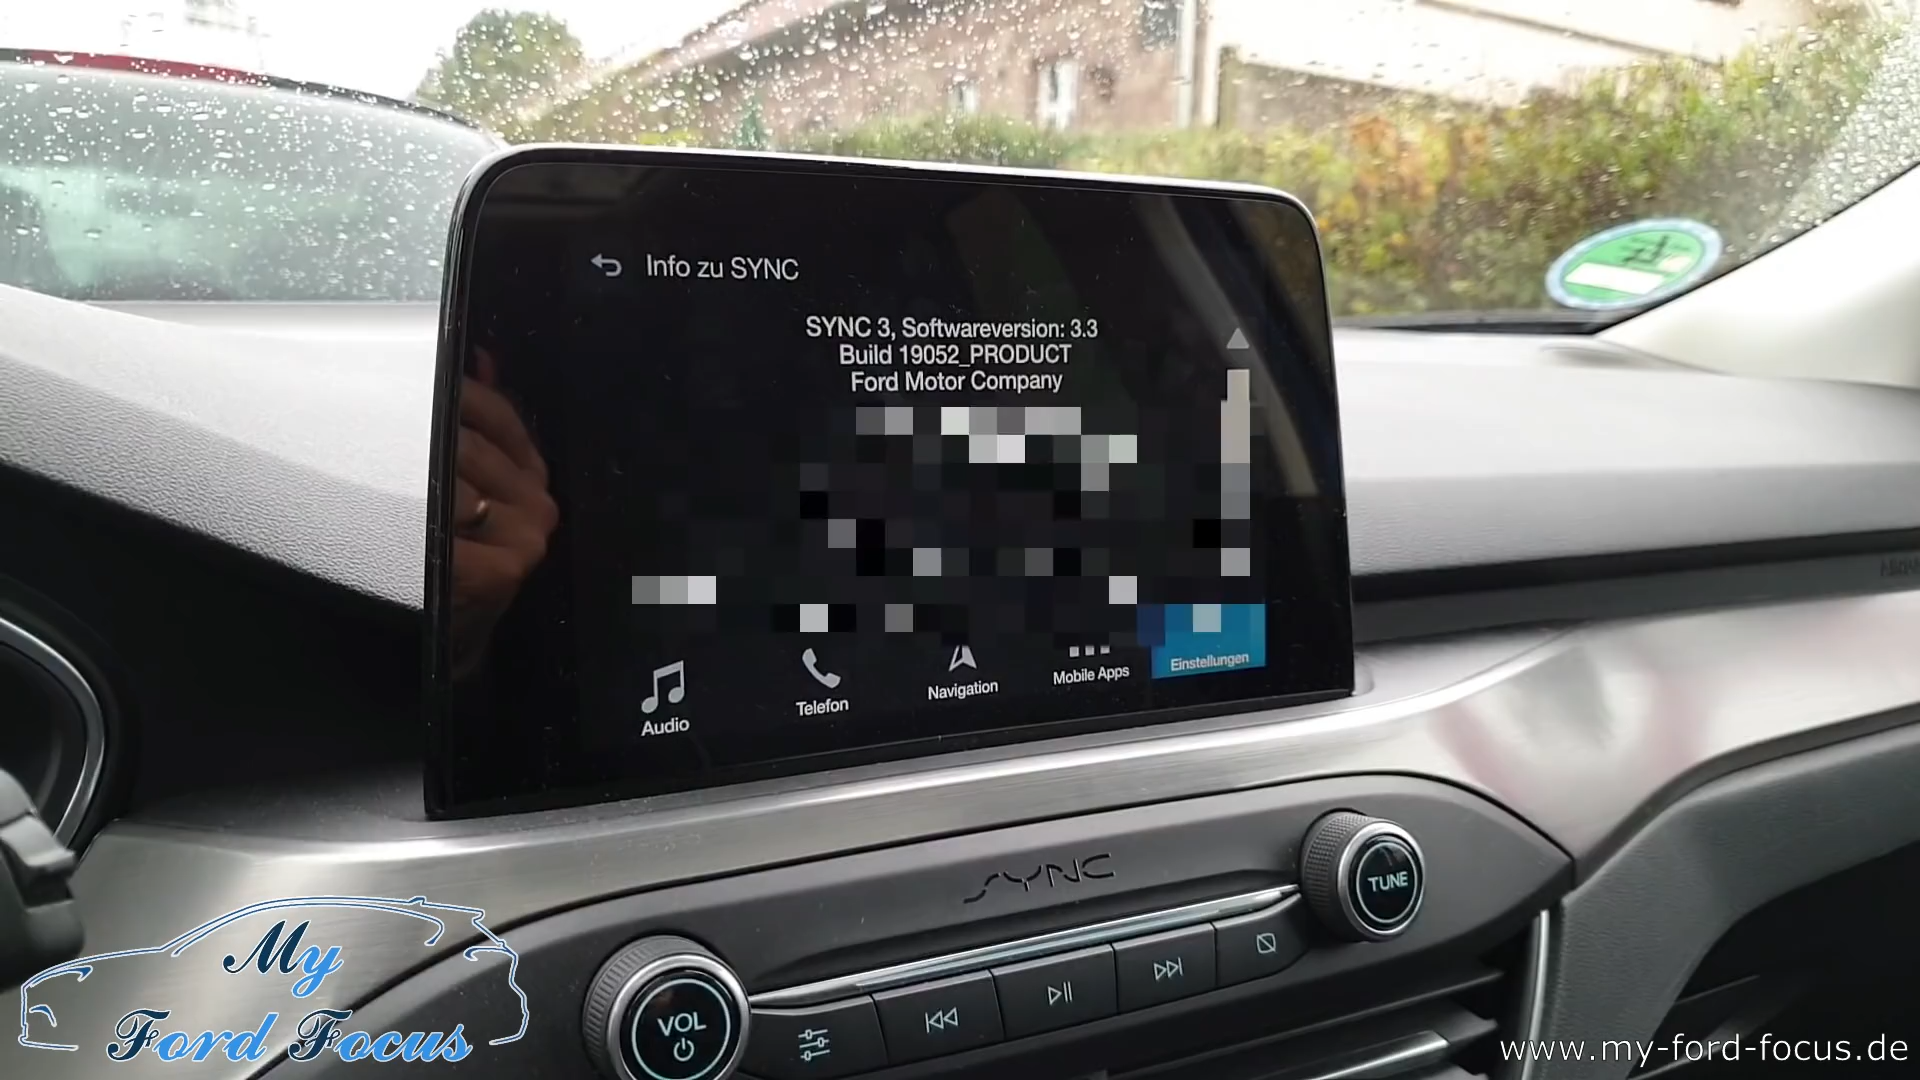 Info zu SYNC
SYNC 3, Softwareversion: 3.3
Build 19052_PRODUCT
Ford Motor Company
Audio
Telefon
Navigation
Mobile Apps
Einstellungen
SYNC
TUNE
VOL
My
Ford Focus
www.my-ford-focus.de